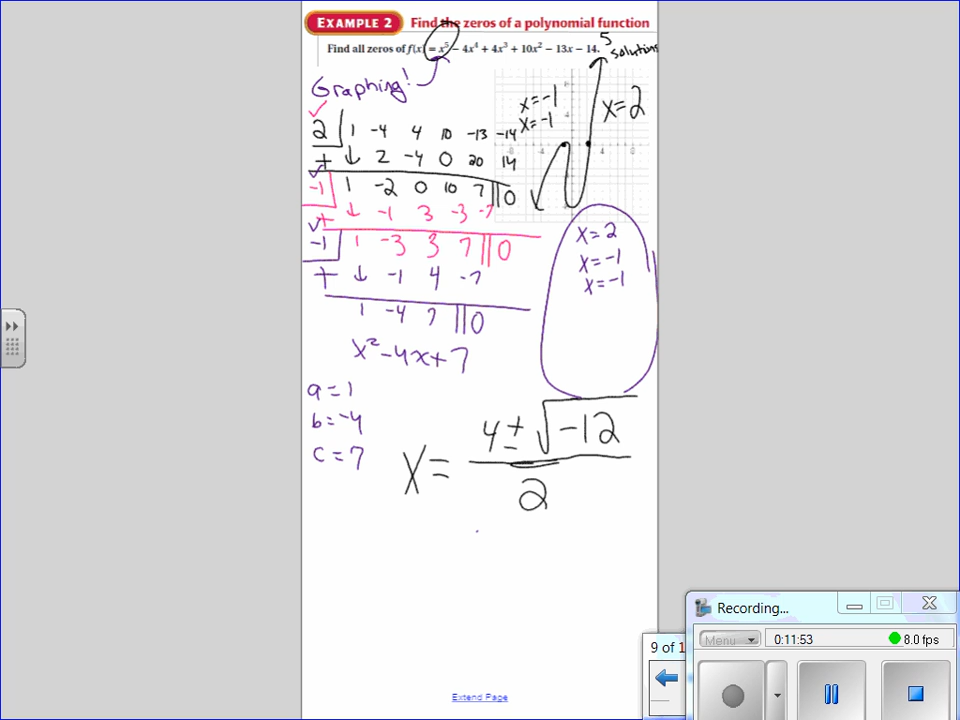 EXAMPLE 2 Find the zeros of a polynomial function
Find all zeros of f(x) = x⁵ − 4x⁴ + 4x³ + 10x² − 13x − 14.
5 solutions
Graphing!
x=-1
x=-1
x=2
2 | 1 -4 4 10 -13 -14
+ ↓ 2 -4 0 20 14
-1 | 1 -2 0 10 7 || 0
+ ↓ -1 3 -3 -7
-1 | 1 -3 3 7 || 0
+ ↓ -1 4 -7
1 -4 7 || 0
x=2
x=-1
x=-1
x²-4x+7
a=1
b=-4
c=7
x= (4±√-12)/2
Extend Page
Recording...
Menu 0:11:53 8.0 fps
9 of 1